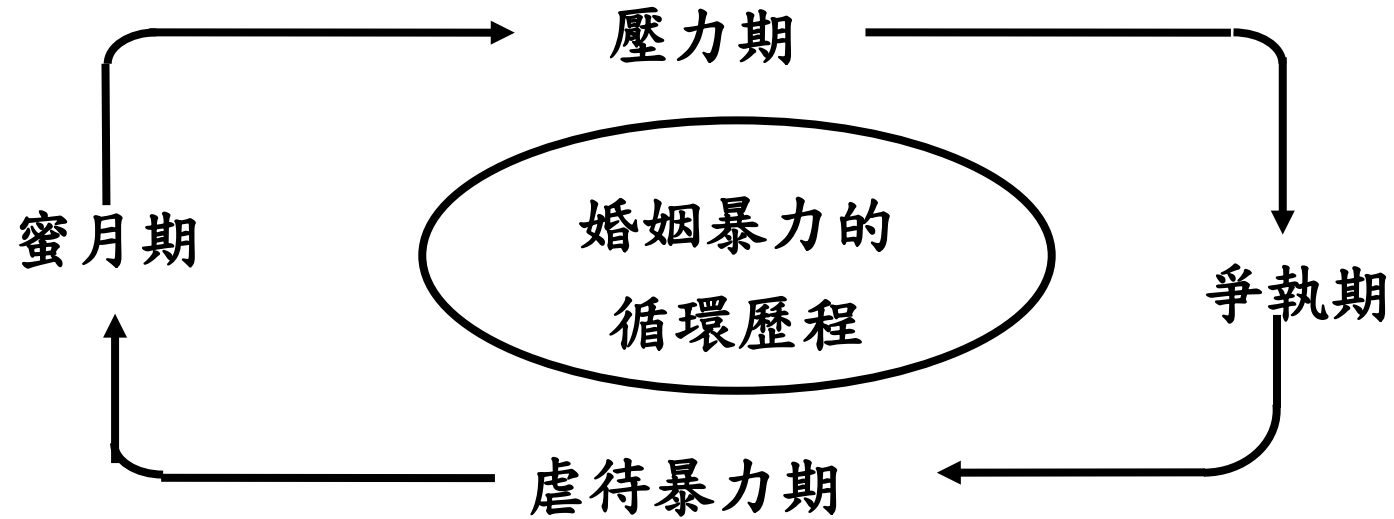 壓力期
蜜月期
婚姻暴力的
循環歷程
爭執期
虐待暴力期